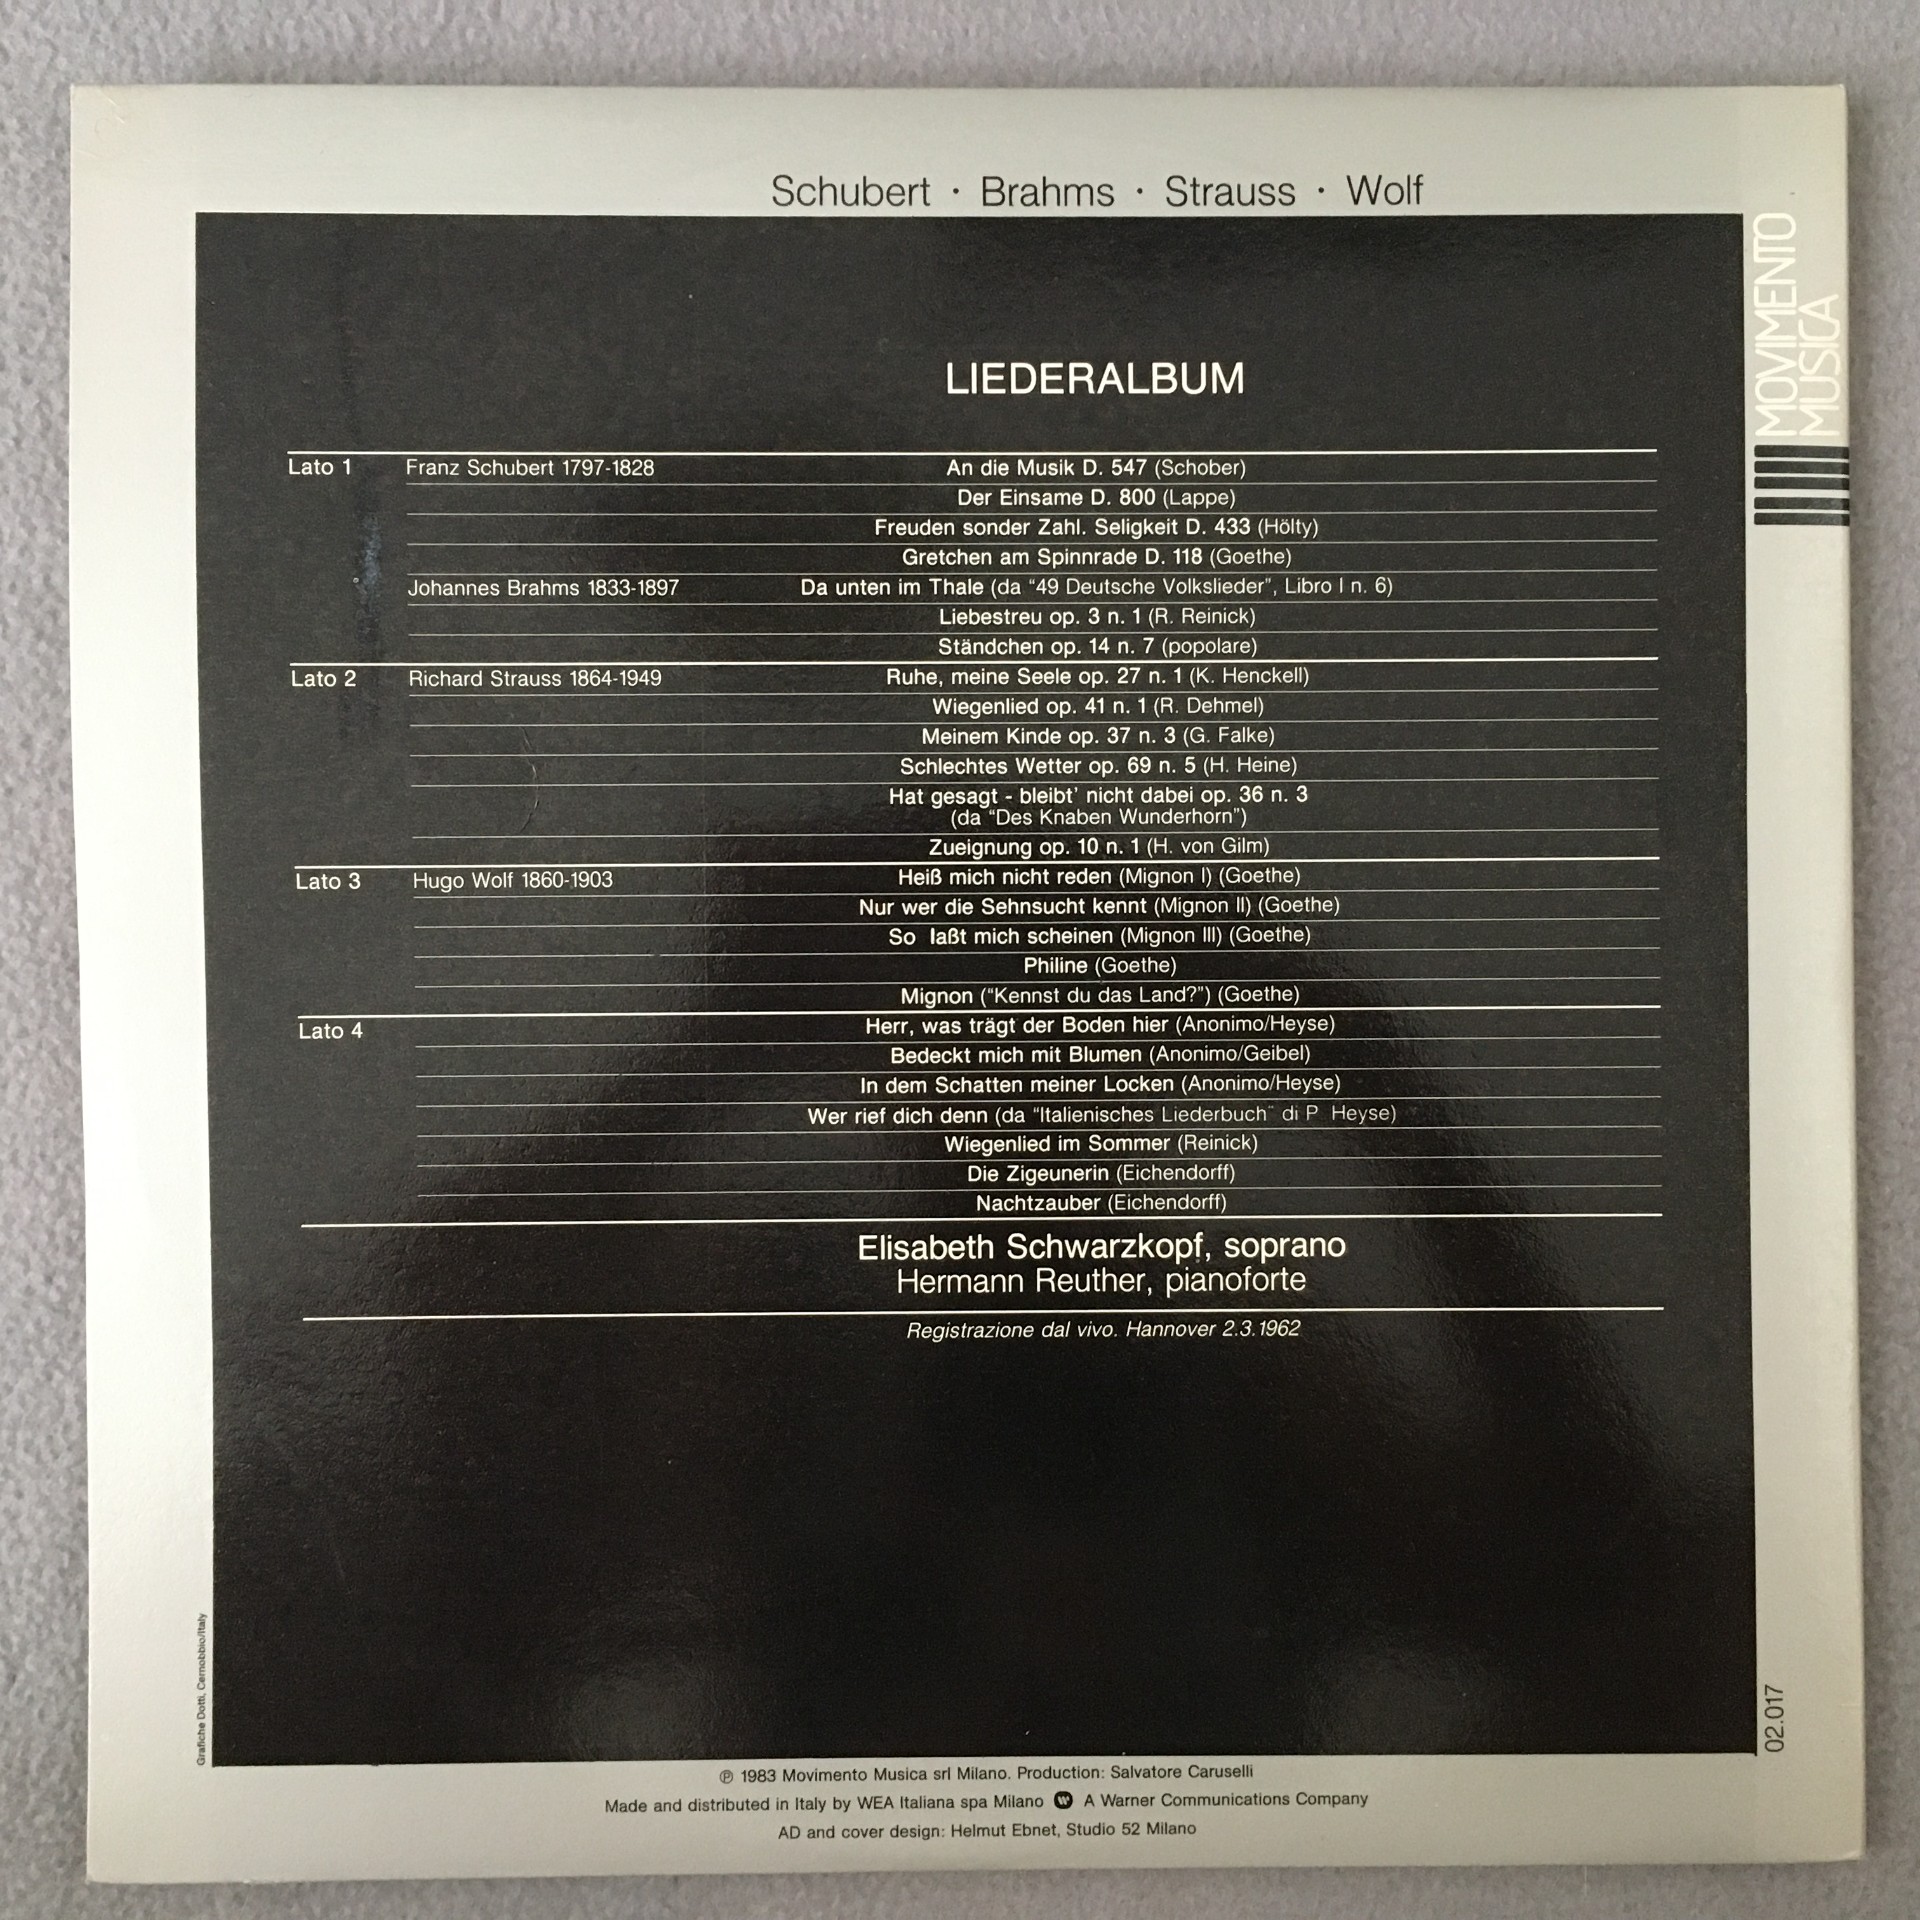 Schubert · Brahms · Strauss · Wolf
MOVIMENTO
MUSICA
LIEDERALBUM
Lato 1 Franz Schubert 1797-1828 An die Musik D. 547 (Schober)
Der Einsame D. 800 (Lappe)
Freuden sonder Zahl. Seligkeit D. 433 (Hölty)
Gretchen am Spinnrade D. 118 (Goethe)
Johannes Brahms 1833-1897 Da unten im Thale (da “49 Deutsche Volkslieder”, Libro I n. 6)
Liebestreu op. 3 n. 1 (R. Reinick)
Ständchen op. 14 n. 7 (popolare)
Lato 2 Richard Strauss 1864-1949 Ruhe, meine Seele op. 27 n. 1 (K. Henckell)
Wiegenlied op. 41 n. 1 (R. Dehmel)
Meinem Kinde op. 37 n. 3 (G. Falke)
Schlechtes Wetter op. 69 n. 5 (H. Heine)
Hat gesagt - bleibt’ nicht dabei op. 36 n. 3
(da “Des Knaben Wunderhorn”)
Zueignung op. 10 n. 1 (H. von Gilm)
Lato 3 Hugo Wolf 1860-1903 Heiß mich nicht reden (Mignon I) (Goethe)
Nur wer die Sehnsucht kennt (Mignon II) (Goethe)
So laßt mich scheinen (Mignon III) (Goethe)
Philine (Goethe)
Mignon (“Kennst du das Land?”) (Goethe)
Lato 4 Herr, was trägt der Boden hier (Anonimo/Heyse)
Bedeckt mich mit Blumen (Anonimo/Geibel)
In dem Schatten meiner Locken (Anonimo/Heyse)
Wer rief dich denn (da “Italienisches Liederbuch” di P Heyse)
Wiegenlied im Sommer (Reinick)
Die Zigeunerin (Eichendorff)
Nachtzauber (Eichendorff)
Elisabeth Schwarzkopf, soprano
Hermann Reuther, pianoforte
Registrazione dal vivo. Hannover 2.3.1962
Grafiche Dotti, Cernobbio/Italy
02.017
℗ 1983 Movimento Musica srl Milano. Production: Salvatore Caruselli
Made and distributed in Italy by WEA Italiana spa Milano W A Warner Communications Company
AD and cover design: Helmut Ebnet, Studio 52 Milano